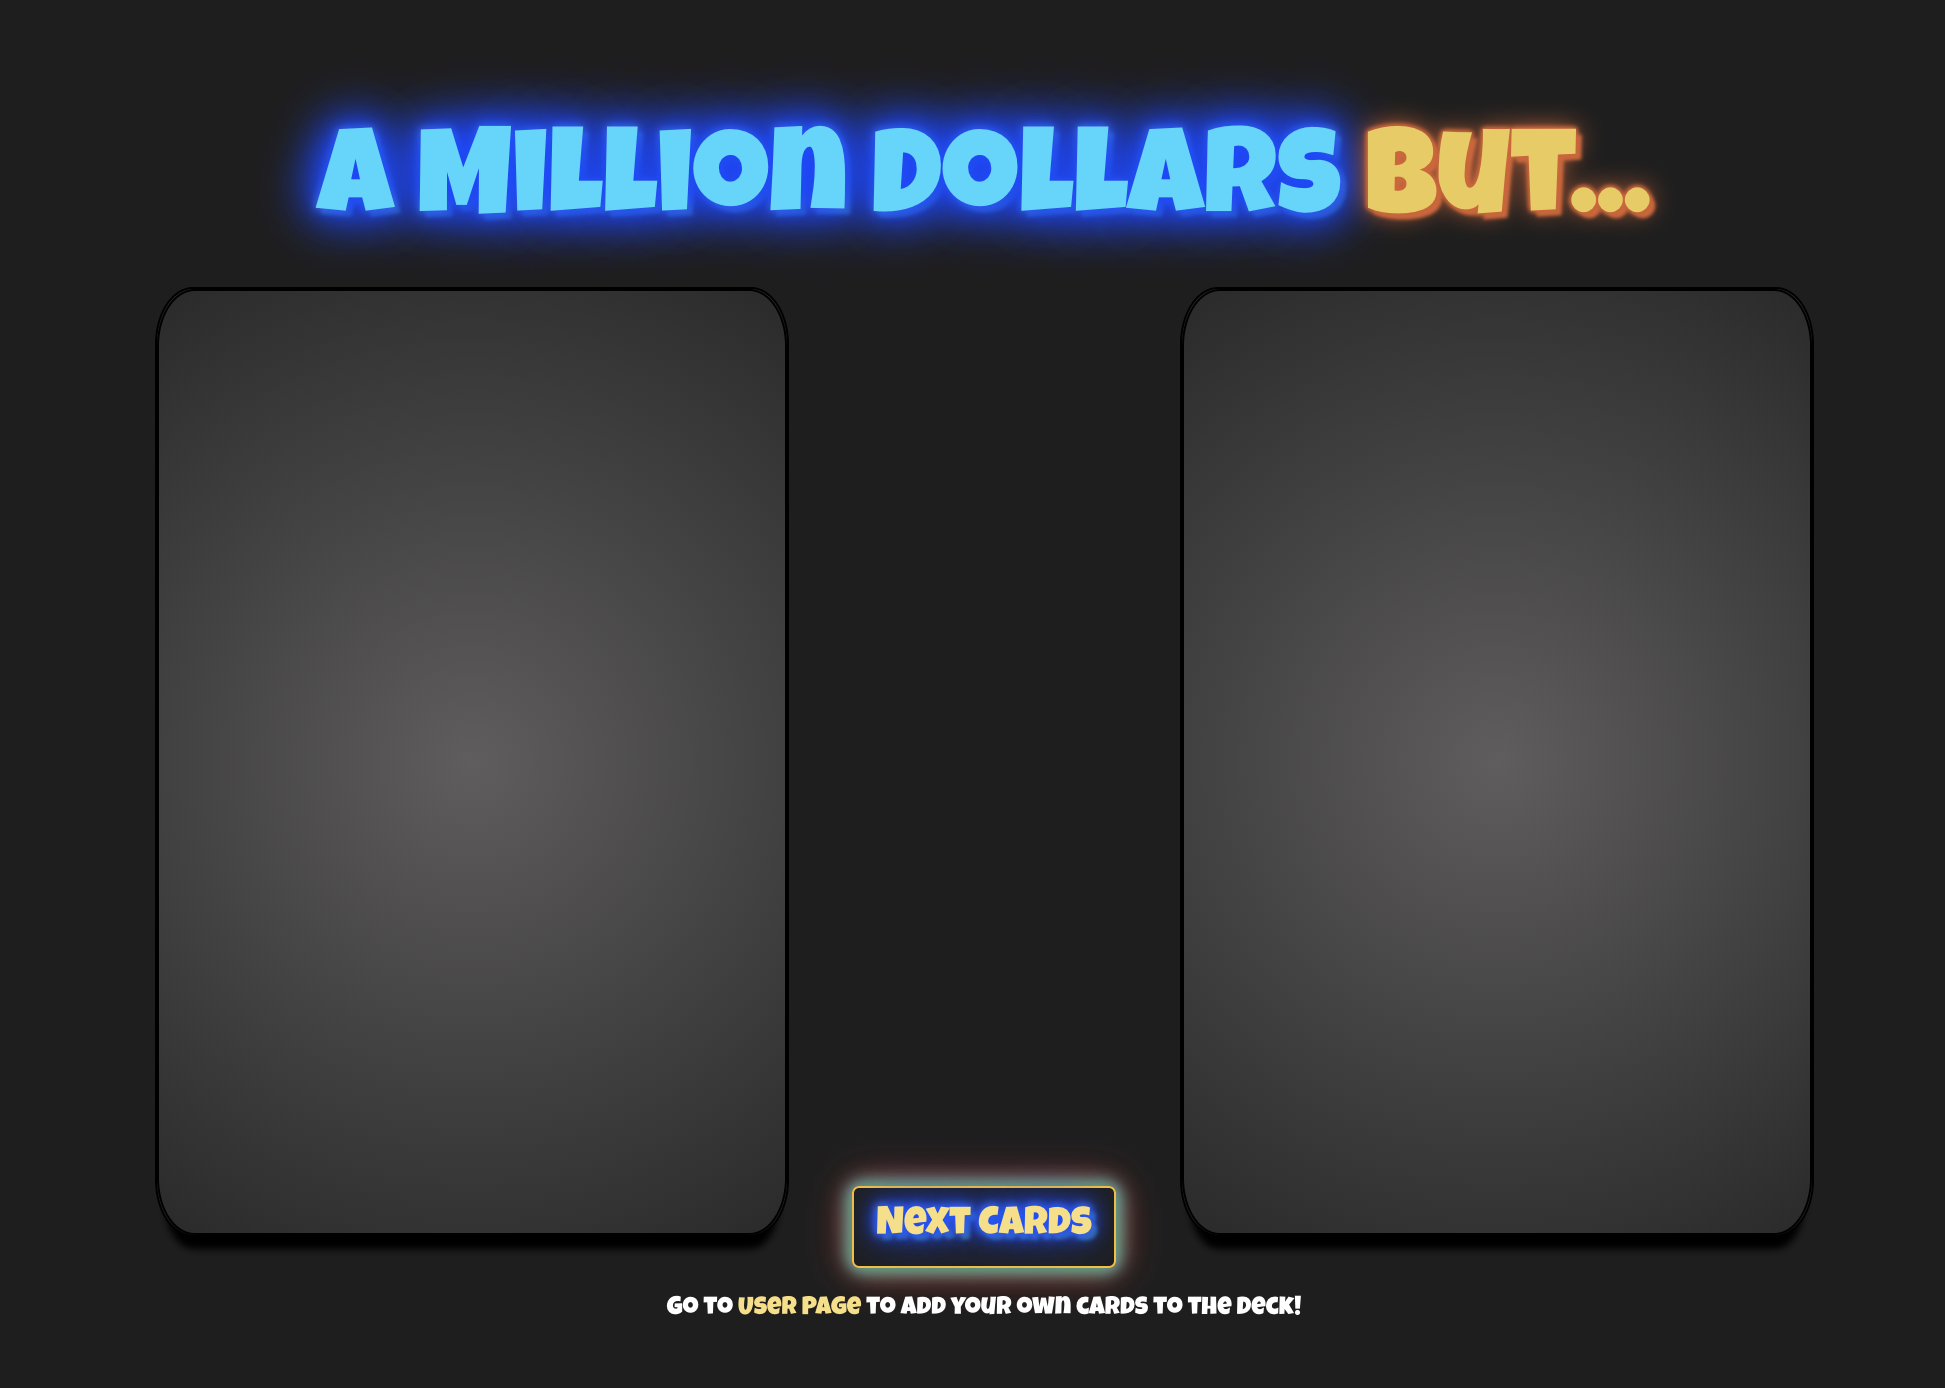 A MILLION DOLLARS BUT...
NEXT CARDS
GO TO USER PAGE TO ADD YOUR OWN CARDS TO THE DECK!